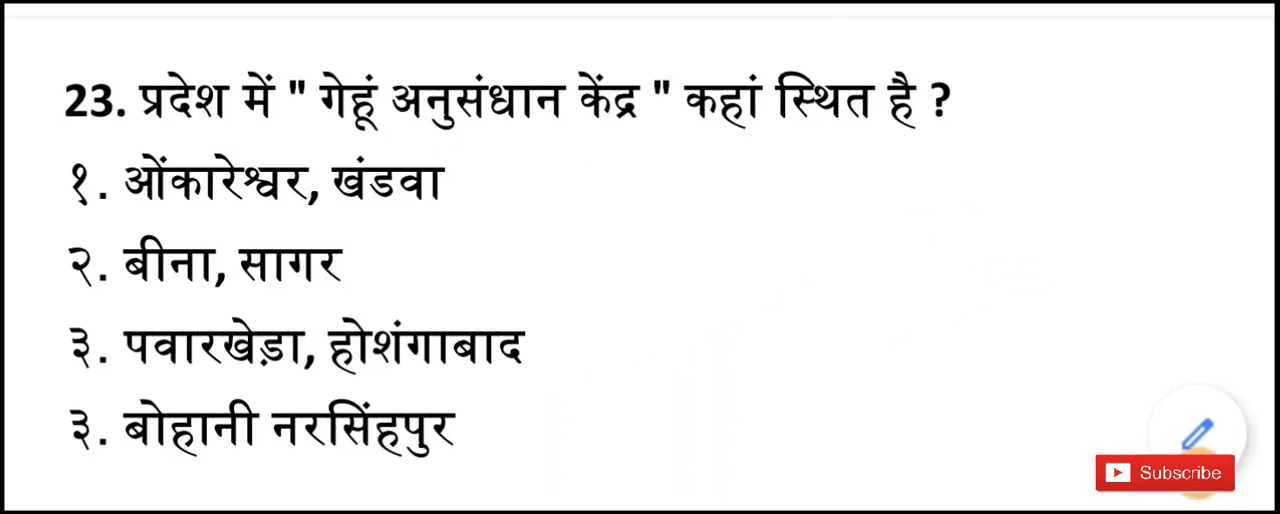 23. प्रदेश में " गेहूं अनुसंधान केंद्र " कहां स्थित है ?
१. ओंकारेश्वर, खंडवा
२. बीना, सागर
३. पवारखेड़ा, होशंगाबाद
३. बोहानी नरसिंहपुर
Subscribe